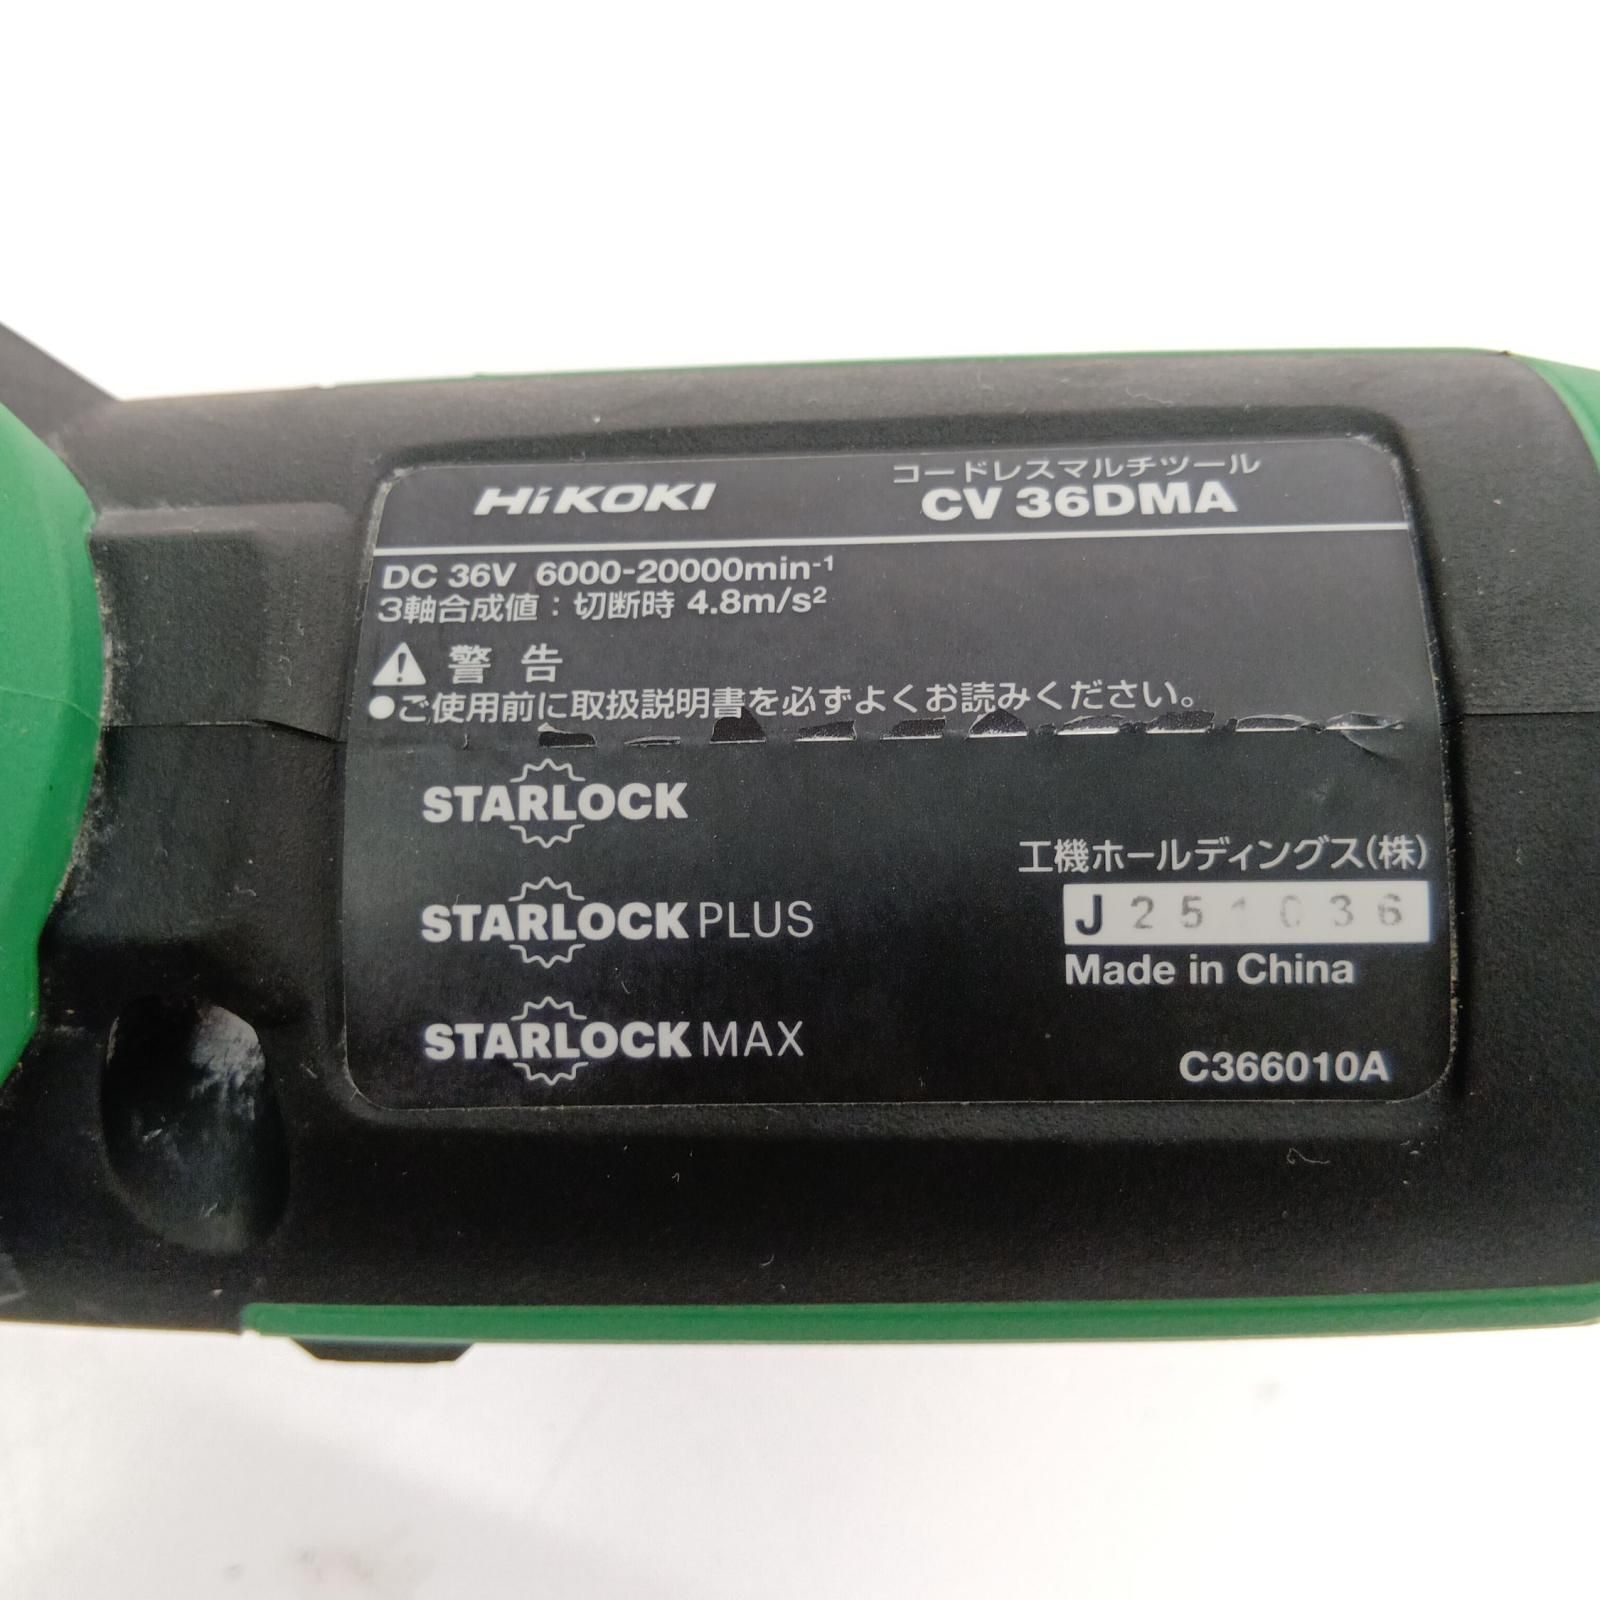 HiKOKI
コードレスマルチツール
CV 36DMA
DC 36V 6000-20000min⁻¹
3軸合成値：切断時 4.8m/s²
警告
●ご使用前に取扱説明書を必ずよくお読みください。
STARLOCK
STARLOCK PLUS
STARLOCK MAX
工機ホールディングス(株)
J
Made in China
C366010A